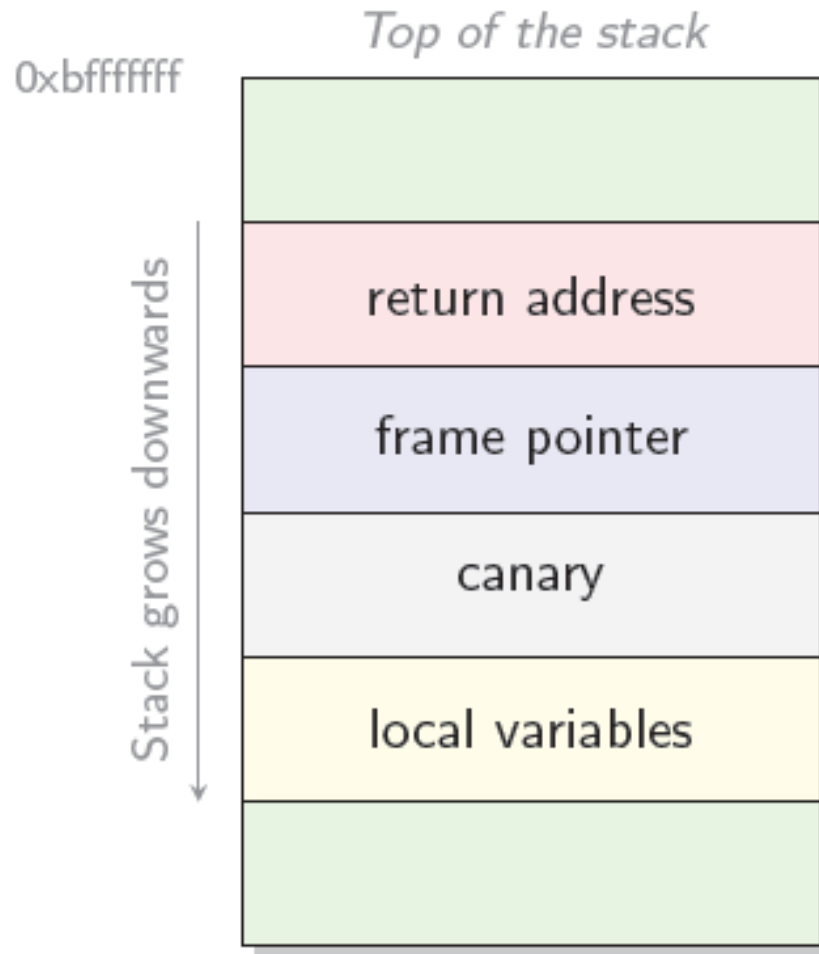 Top of the stack
0xbfffffff
return address
frame pointer
canary
local variables
Stack grows downwards